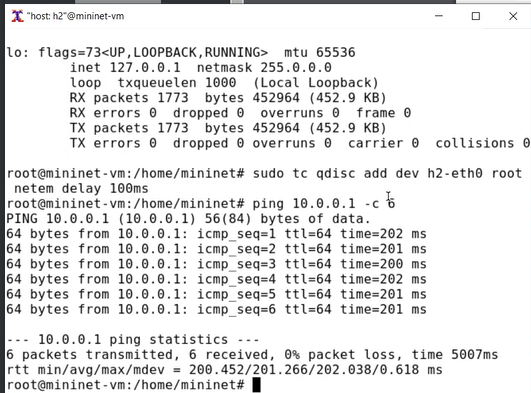 "host: h2"@mininet-vm
lo: flags=73<UP,LOOPBACK,RUNNING>  mtu 65536
        inet 127.0.0.1  netmask 255.0.0.0
        loop  txqueuelen 1000  (Local Loopback)
        RX packets 1773  bytes 452964 (452.9 KB)
        RX errors 0  dropped 0  overruns 0  frame 0
        TX packets 1773  bytes 452964 (452.9 KB)
        TX errors 0  dropped 0 overruns 0  carrier 0  collisions 0
root@mininet-vm:/home/mininet# sudo tc qdisc add dev h2-eth0 root
 netem delay 100ms
root@mininet-vm:/home/mininet# ping 10.0.0.1 -c 6
PING 10.0.0.1 (10.0.0.1) 56(84) bytes of data.
64 bytes from 10.0.0.1: icmp_seq=1 ttl=64 time=202 ms
64 bytes from 10.0.0.1: icmp_seq=2 ttl=64 time=201 ms
64 bytes from 10.0.0.1: icmp_seq=3 ttl=64 time=200 ms
64 bytes from 10.0.0.1: icmp_seq=4 ttl=64 time=202 ms
64 bytes from 10.0.0.1: icmp_seq=5 ttl=64 time=201 ms
64 bytes from 10.0.0.1: icmp_seq=6 ttl=64 time=201 ms
--- 10.0.0.1 ping statistics ---
6 packets transmitted, 6 received, 0% packet loss, time 5007ms
rtt min/avg/max/mdev = 200.452/201.266/202.038/0.618 ms
root@mininet-vm:/home/mininet#